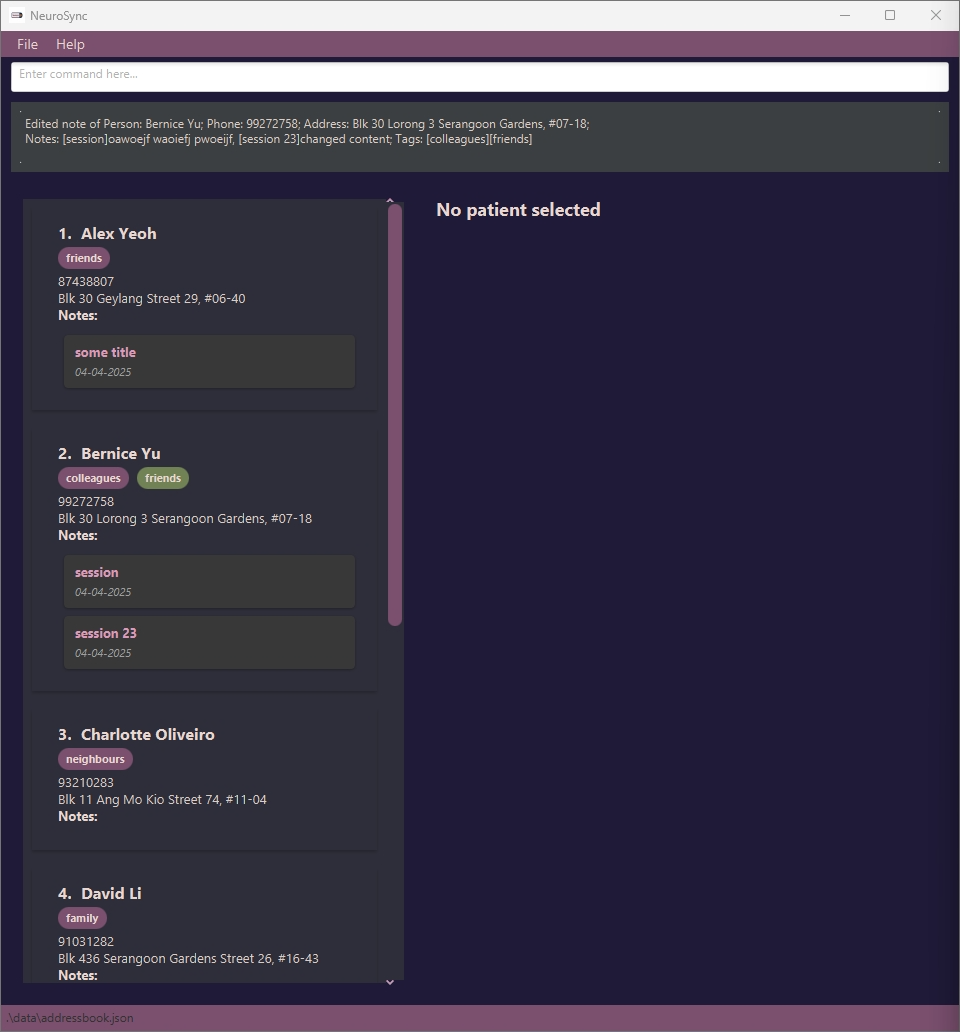 NeuroSync
File Help
Enter command here...
Edited note of Person: Bernice Yu; Phone: 99272758; Address: Blk 30 Lorong 3 Serangoon Gardens, #07-18;
Notes: [session]oawoejf waoiefj pwoeijf, [session 23]changed content; Tags: [colleagues][friends]
1. Alex Yeoh
friends
87438807
Blk 30 Geylang Street 29, #06-40
Notes:
some title
04-04-2025
2. Bernice Yu
colleagues friends
99272758
Blk 30 Lorong 3 Serangoon Gardens, #07-18
Notes:
session
04-04-2025
session 23
04-04-2025
3. Charlotte Oliveiro
neighbours
93210283
Blk 11 Ang Mo Kio Street 74, #11-04
Notes:
4. David Li
family
91031282
Blk 436 Serangoon Gardens Street 26, #16-43
Notes:
No patient selected
.\data\addressbook.json